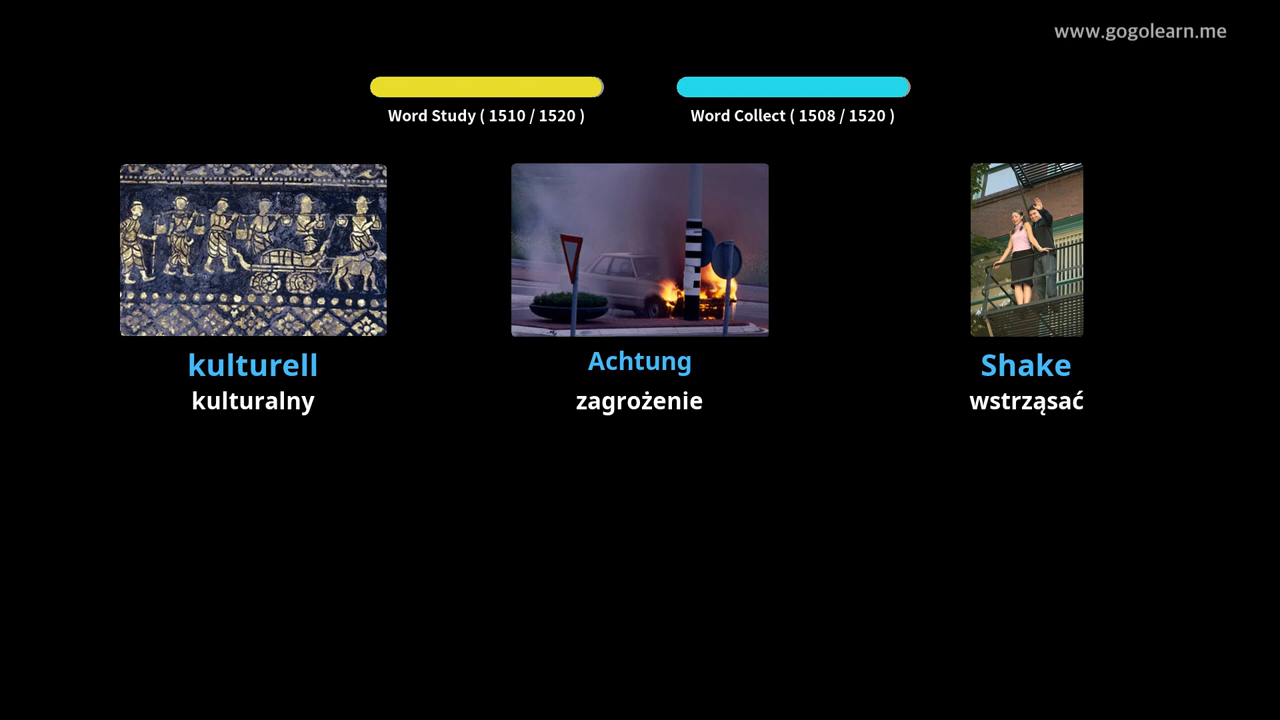 www.gogolearn.me
Word Study ( 1510 / 1520 )
Word Collect ( 1508 / 1520 )
kulturell
kulturalny
Achtung
zagrożenie
Shake
wstrząsać